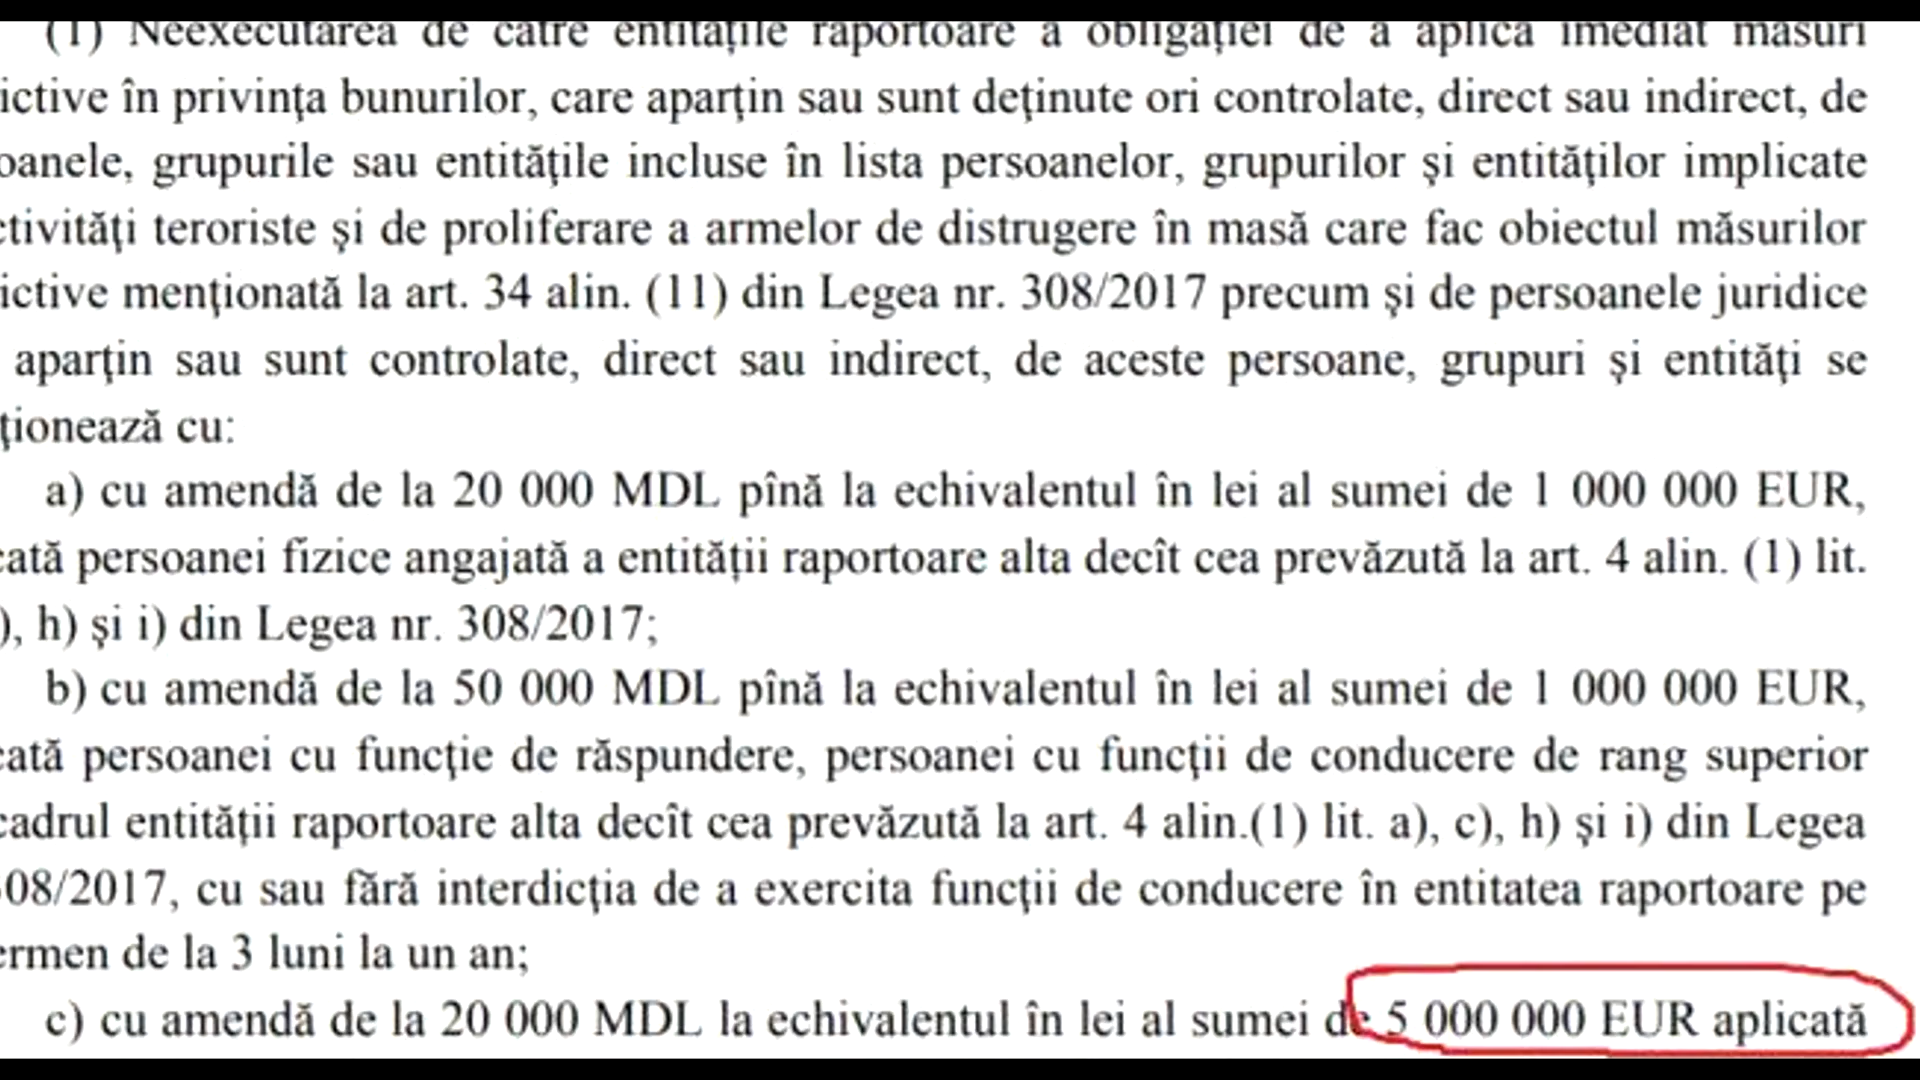 (1) Neexecutarea de către entitățile raportoare a obligației de a aplica imediat măsuri
ictive în privința bunurilor, care aparțin sau sunt deținute ori controlate, direct sau indirect, de
oanele, grupurile sau entitățile incluse în lista persoanelor, grupurilor și entităților implicate
ctivități teroriste și de proliferare a armelor de distrugere în masă care fac obiectul măsurilor
ictive menționată la art. 34 alin. (11) din Legea nr. 308/2017 precum și de persoanele juridice
aparțin sau sunt controlate, direct sau indirect, de aceste persoane, grupuri și entități se
ționează cu:
a) cu amendă de la 20 000 MDL pînă la echivalentul în lei al sumei de 1 000 000 EUR,
cată persoanei fizice angajată a entității raportoare alta decît cea prevăzută la art. 4 alin. (1) lit.
), h) și i) din Legea nr. 308/2017;
b) cu amendă de la 50 000 MDL pînă la echivalentul în lei al sumei de 1 000 000 EUR,
cată persoanei cu funcție de răspundere, persoanei cu funcții de conducere de rang superior
cadrul entității raportoare alta decît cea prevăzută la art. 4 alin.(1) lit. a), c), h) și i) din Legea
08/2017, cu sau fără interdicția de a exercita funcții de conducere în entitatea raportoare pe
ermen de la 3 luni la un an;
c) cu amendă de la 20 000 MDL la echivalentul în lei al sumei de 5 000 000 EUR aplicată